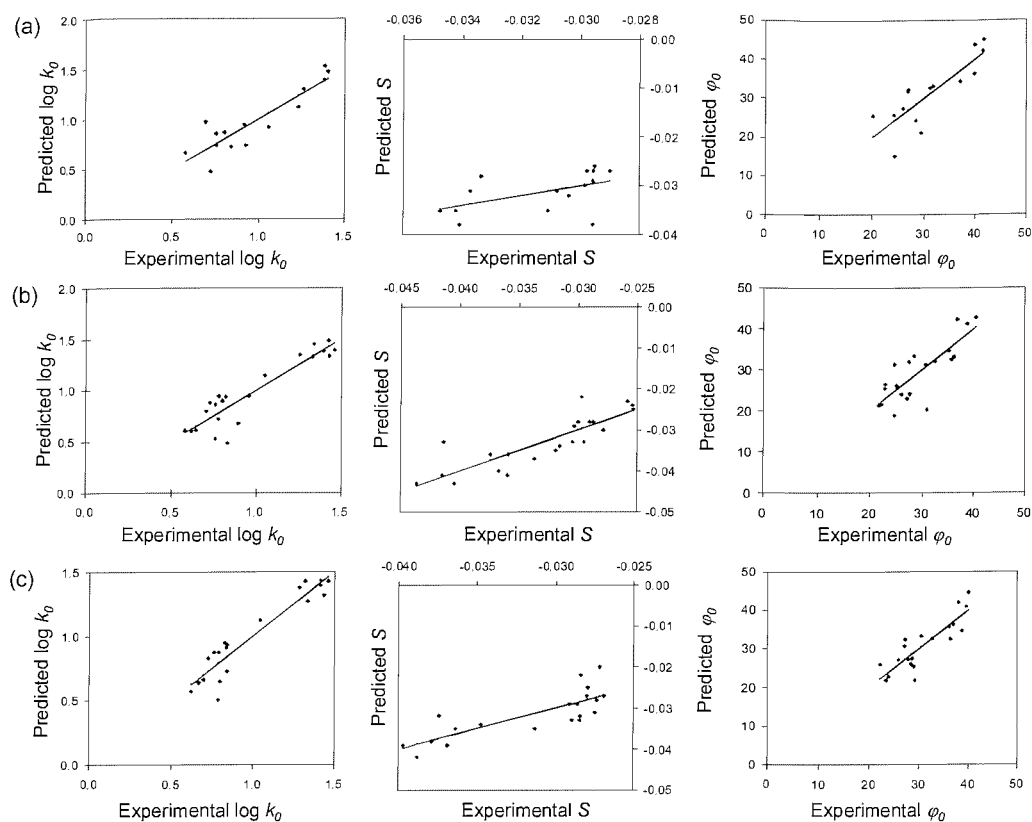 (a)
2.0
1.5
1.0
0.5
0.0
0.0 0.5 1.0 1.5
Predicted log k0
Experimental log k0
-0.036 -0.034 -0.032 -0.030 -0.028
0.00
-0.01
-0.02
-0.03
-0.04
Predicted S
Experimental S
50
40
30
20
10
0
0 10 20 30 40 50
Predicted φ0
Experimental φ0
(b)
2.0
1.5
1.0
0.5
0.0
0.0 0.5 1.0 1.5
Predicted log k0
Experimental log k0
-0.045 -0.040 -0.035 -0.030 -0.025
0.00
-0.01
-0.02
-0.03
-0.04
-0.05
Predicted S
Experimental S
50
40
30
20
10
0
0 10 20 30 40 50
Predicted φ0
Experimental φ0
(c)
1.5
1.0
0.5
0.0
0.0 0.5 1.0 1.5
Predicted log k0
Experimental log k0
-0.040 -0.035 -0.030 -0.025
0.00
-0.01
-0.02
-0.03
-0.04
-0.05
Predicted S
Experimental S
50
40
30
20
10
0
0 10 20 30 40 50
Predicted φ0
Experimental φ0